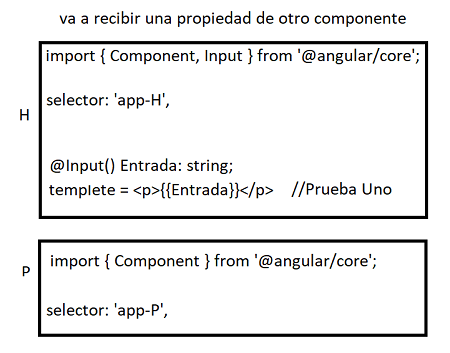 va a recibir una propiedad de otro componente
import { Component, Input } from '@angular/core';
selector: 'app-H',
H
@Input() Entrada: string;
templete = <p>{{Entrada}}</p> //Prueba Uno
import { Component } from '@angular/core';
P
selector: 'app-P',